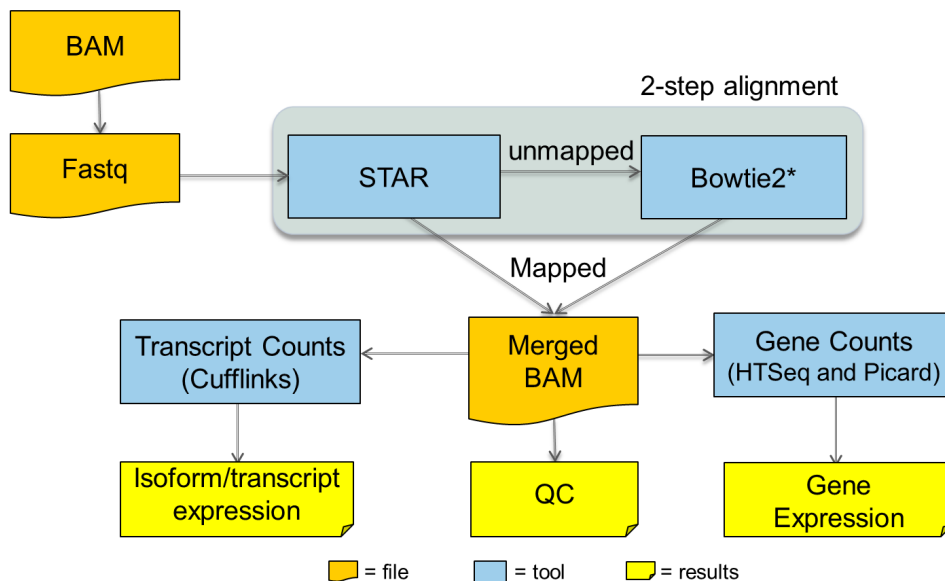 BAM
2-step alignment
Fastq
STAR
unmapped
Bowtie2*
Mapped
Transcript Counts
(Cufflinks)
Merged
BAM
Gene Counts
(HTSeq and Picard)
Isoform/transcript
expression
QC
Gene
Expression
= file
= tool
= results